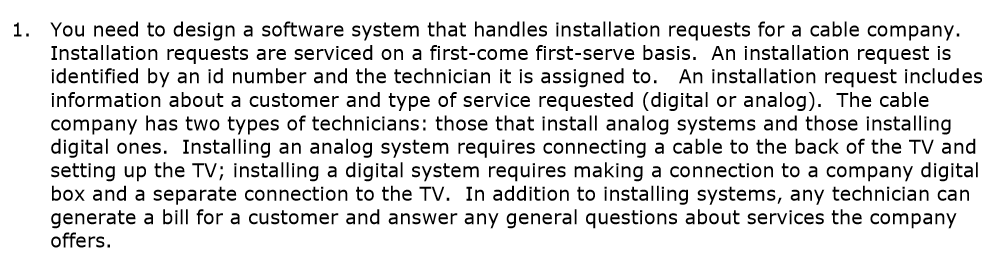 1. You need to design a software system that handles installation requests for a cable company.
Installation requests are serviced on a first-come first-serve basis.  An installation request is
identified by an id number and the technician it is assigned to.   An installation request includes
information about a customer and type of service requested (digital or analog).  The cable
company has two types of technicians: those that install analog systems and those installing
digital ones.  Installing an analog system requires connecting a cable to the back of the TV and
setting up the TV; installing a digital system requires making a connection to a company digital
box and a separate connection to the TV.  In addition to installing systems, any technician can
generate a bill for a customer and answer any general questions about services the company
offers.